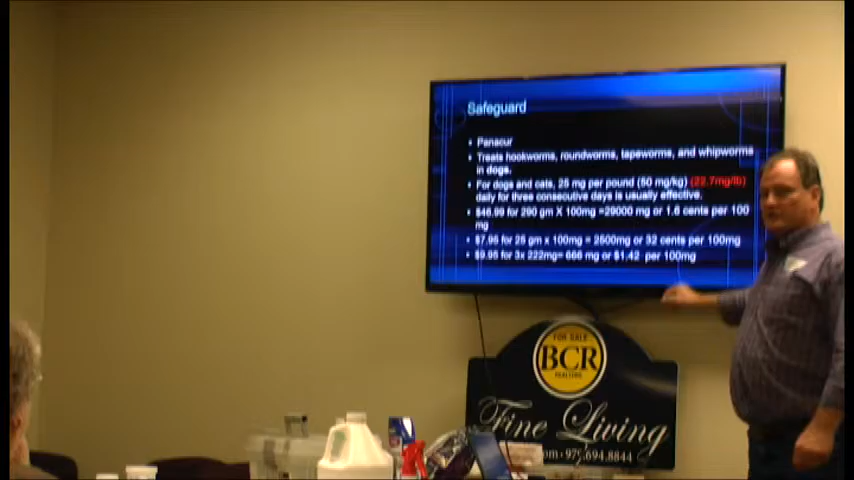 Safeguard
• Panacur
• Treats hookworms, roundworms, tapeworms, and whipworms
in dogs.
• For dogs and cats, 25 mg per pound (50 mg/kg) (22.7mg/lb)
daily for three consecutive days is usually effective.
• $46.99 for 290 gm X 100mg =29000 mg or 1.6 cents per 100
mg
• $7.95 for 25 gm x 100mg = 2500mg or 32 cents per 100mg
• $9.95 for 3x 222mg= 666 mg or $1.42 per 100mg
FOR SALE
BCR
REALTORS
Fine Living
979.694.8844